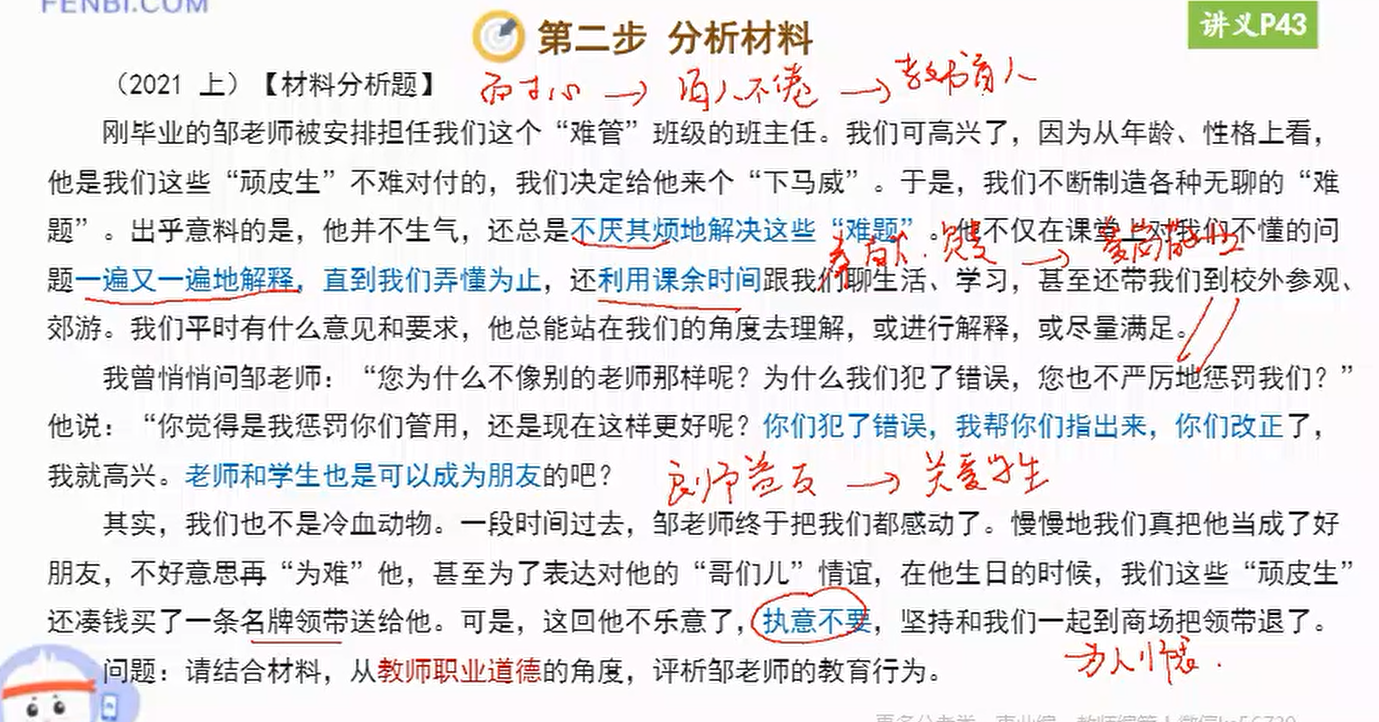 FENBI.COM
第二步 分析材料
讲义P43
（2021 上）【材料分析题】
耐心 → 诲人不倦 → 教书育人
刚毕业的邹老师被安排担任我们这个“难管”班级的班主任。我们可高兴了，因为从年龄、性格上看，
他是我们这些“顽皮生”不难对付的，我们决定给他来个“下马威”。于是，我们不断制造各种无聊的“难
题”。出乎意料的是，他并不生气，还总是不厌其烦地解决这些“难题”。他不仅在课堂上对我们不懂的问
→ 爱岗敬业
题一遍又一遍地解释，直到我们弄懂为止，还利用课余时间跟我们聊生活、学习，甚至还带我们到校外参观、
郊游。我们平时有什么意见和要求，他总能站在我们的角度去理解，或进行解释，或尽量满足。
我曾悄悄问邹老师：“您为什么不像别的老师那样呢？为什么我们犯了错误，您也不严厉地惩罚我们？”
他说：“你觉得是我惩罚你们管用，还是现在这样更好呢？你们犯了错误，我帮你们指出来，你们改正了，
我就高兴。老师和学生也是可以成为朋友的吧？
良师益友 → 关爱学生
其实，我们也不是冷血动物。一段时间过去，邹老师终于把我们都感动了。慢慢地我们真把他当成了好
朋友，不好意思再“为难”他，甚至为了表达对他的“哥们儿”情谊，在他生日的时候，我们这些“顽皮生”
还凑钱买了一条名牌领带送给他。可是，这回他不乐意了，执意不要，坚持和我们一起到商场把领带退了。
问题：请结合材料，从教师职业道德的角度，评析邹老师的教育行为。
为人师表.